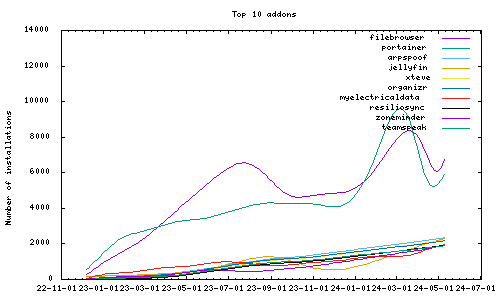 Top 10 addons
14000
12000
10000
8000
6000
4000
2000
0
Number of installations
filebrowser
portainer
arpspoof
jellyfin
xteve
organizr
myelectricaldata
resiliosync
zoneminder
teamspeak
22-11-01 23-01-01 23-03-01 23-05-01 23-07-01 23-09-01 23-11-01 24-01-01 24-03-01 24-05-01 24-07-01